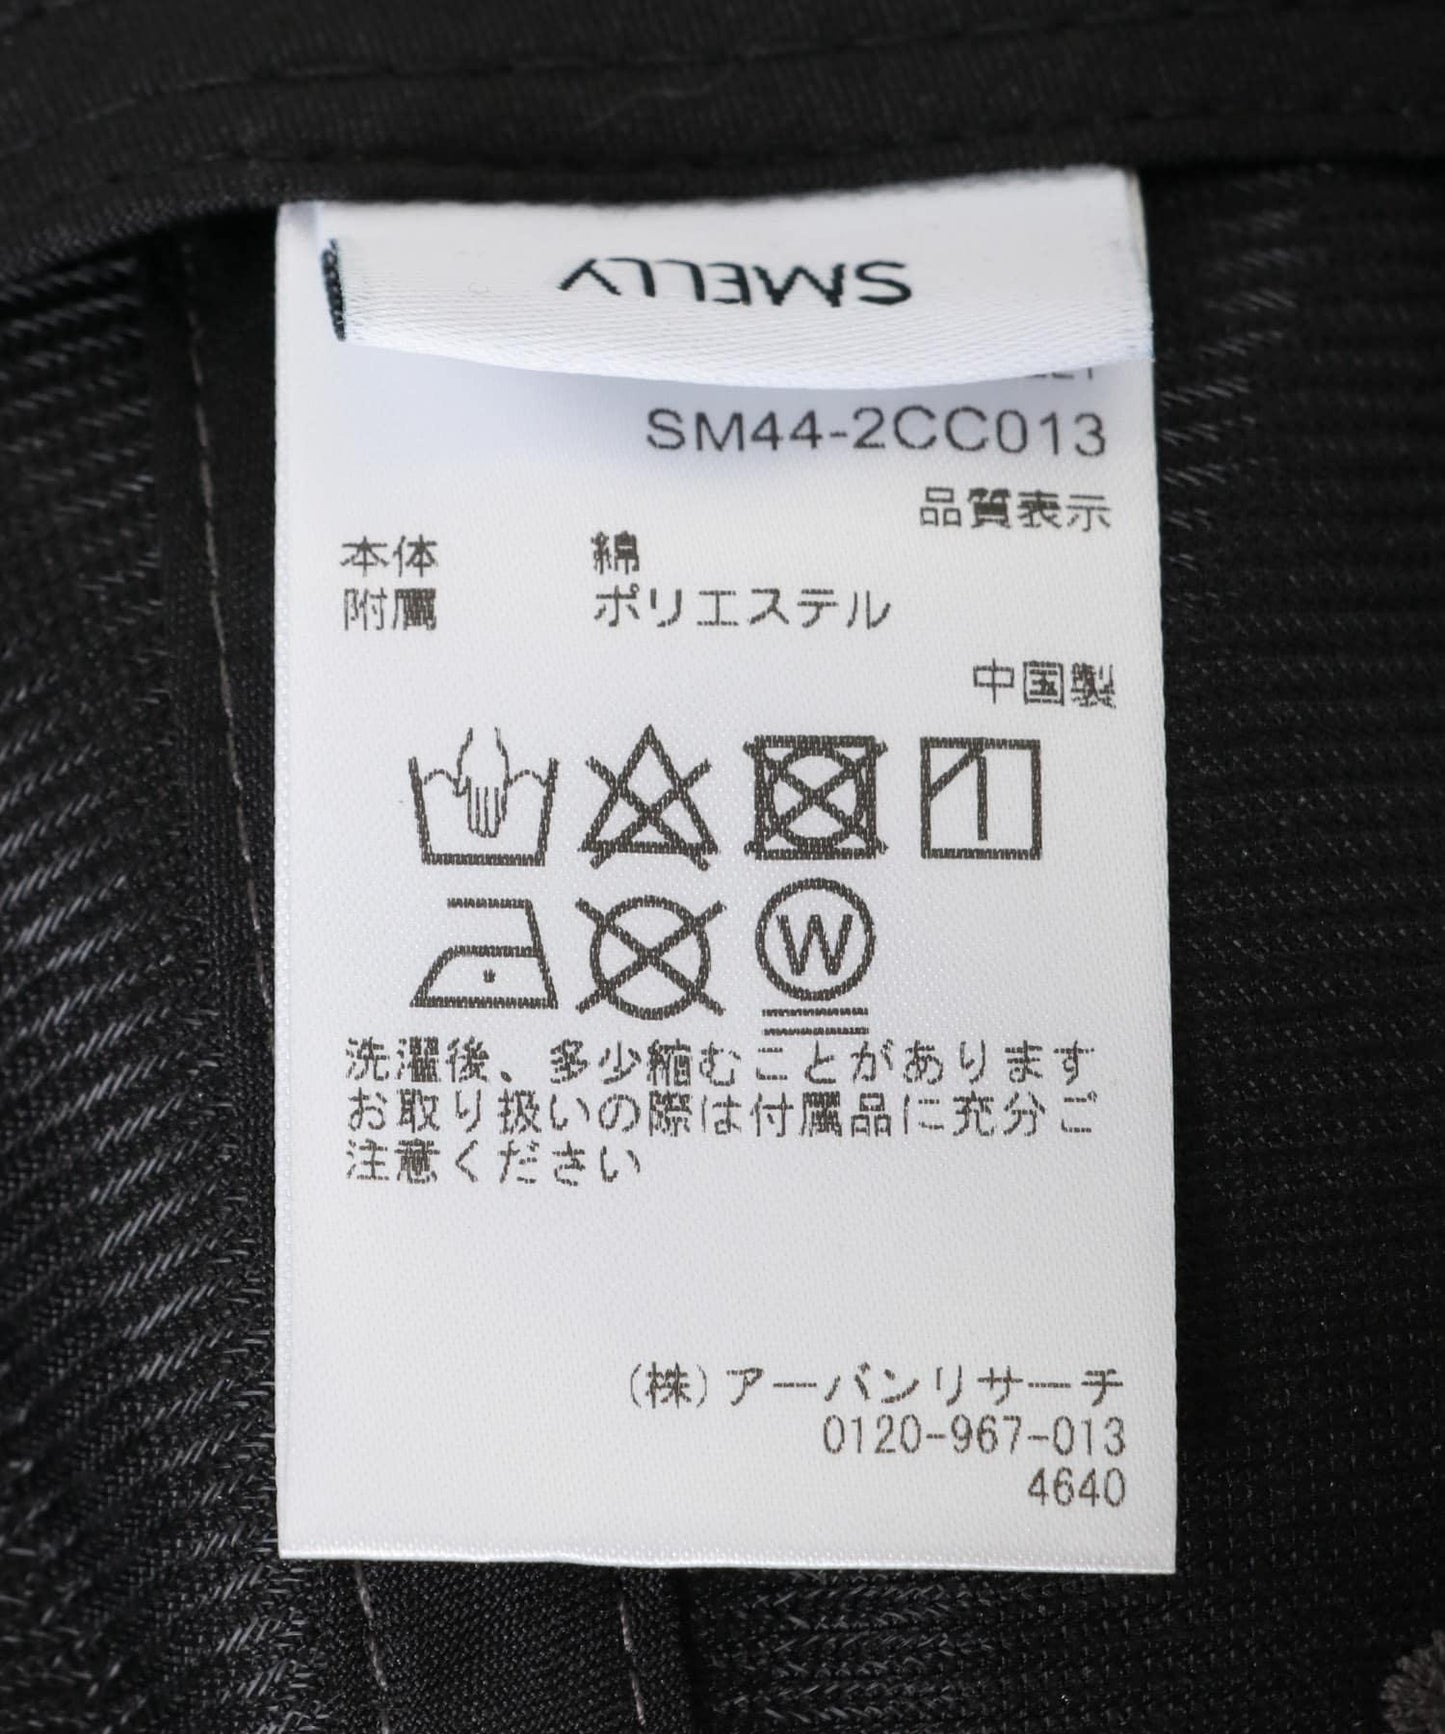 SMELLY
SM44-2CC013
品質表示
本体 綿
附属 ポリエステル
中国製
W
洗濯後、多少縮むことがあります
お取り扱いの際は付属品に充分ご
注意ください
(株)アーバンリサーチ
0120-967-013
4640